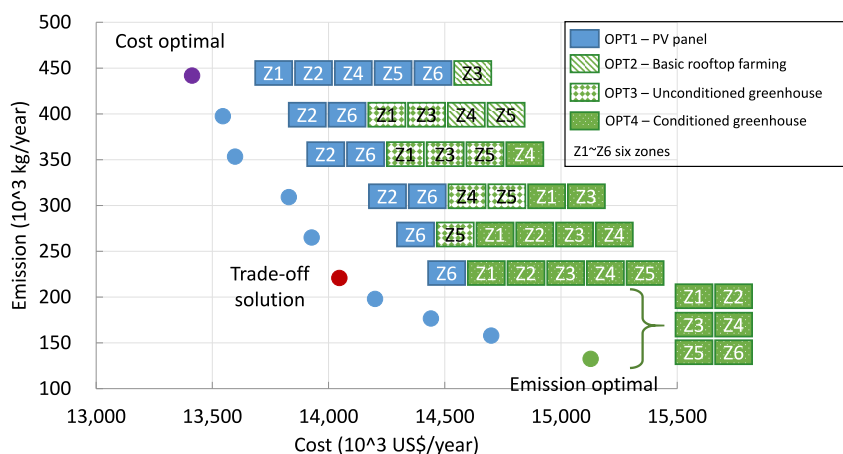 500
450
400
350
300
250
200
150
100
Emission (10^3 kg/year)
13,000
13,500
14,000
14,500
15,000
15,500
Cost (10^3 US$/year)
Cost optimal
Trade-off
solution
Emission optimal
Z1 Z2 Z4 Z5 Z6 Z3
Z2 Z6 Z1 Z3 Z4 Z5
Z2 Z6 Z1 Z3 Z5 Z4
Z2 Z6 Z4 Z5 Z1 Z3
Z6 Z5 Z1 Z2 Z3 Z4
Z6 Z1 Z2 Z3 Z4 Z5
Z1 Z2
Z3 Z4
Z5 Z6
OPT1 – PV panel
OPT2 – Basic rooftop farming
OPT3 – Unconditioned greenhouse
OPT4 – Conditioned greenhouse
Z1~Z6 six zones